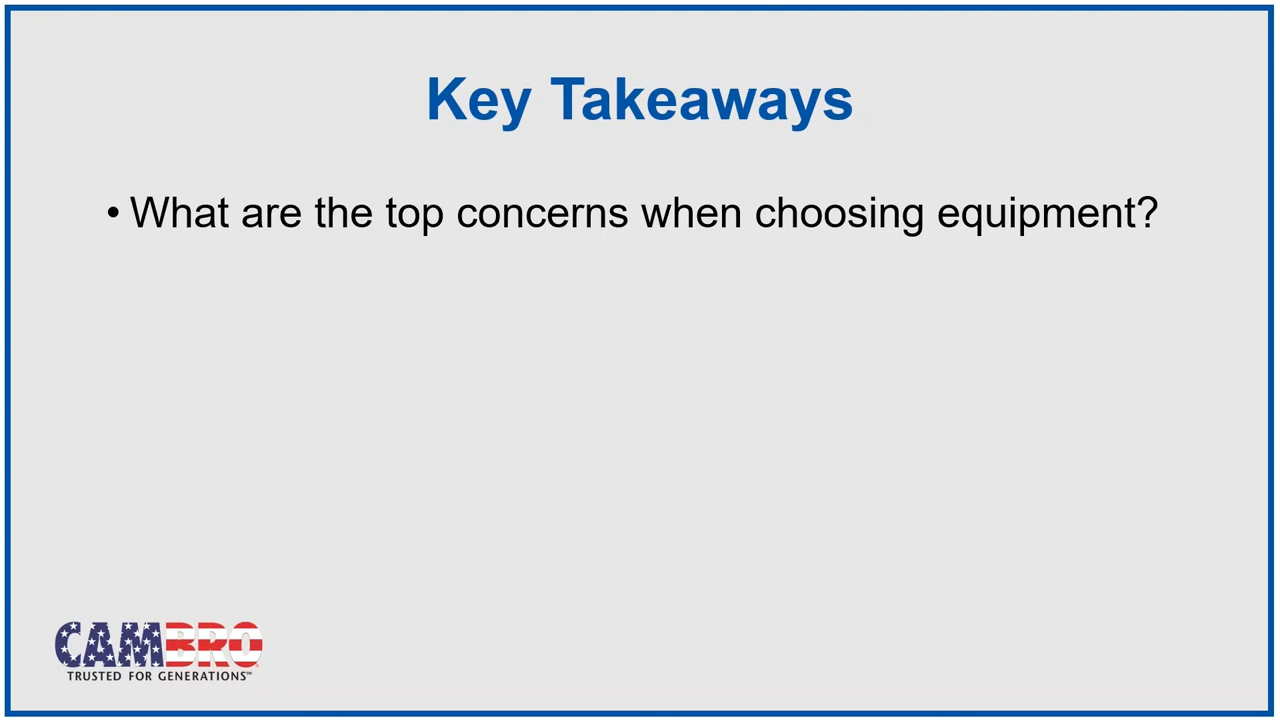 Key Takeaways
• What are the top concerns when choosing equipment?
CAMBRO
TRUSTED FOR GENERATIONS™